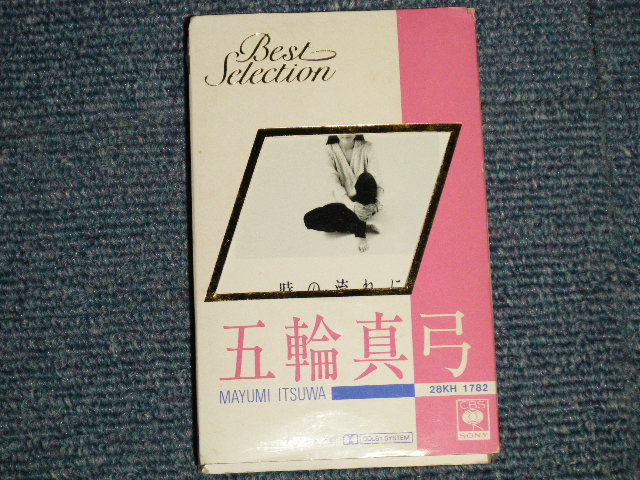 Best
Selection
時の流れに
五輪真弓
MAYUMI ITSUWA
28KH 1782
CBS
SONY
DOLBY SYSTEM